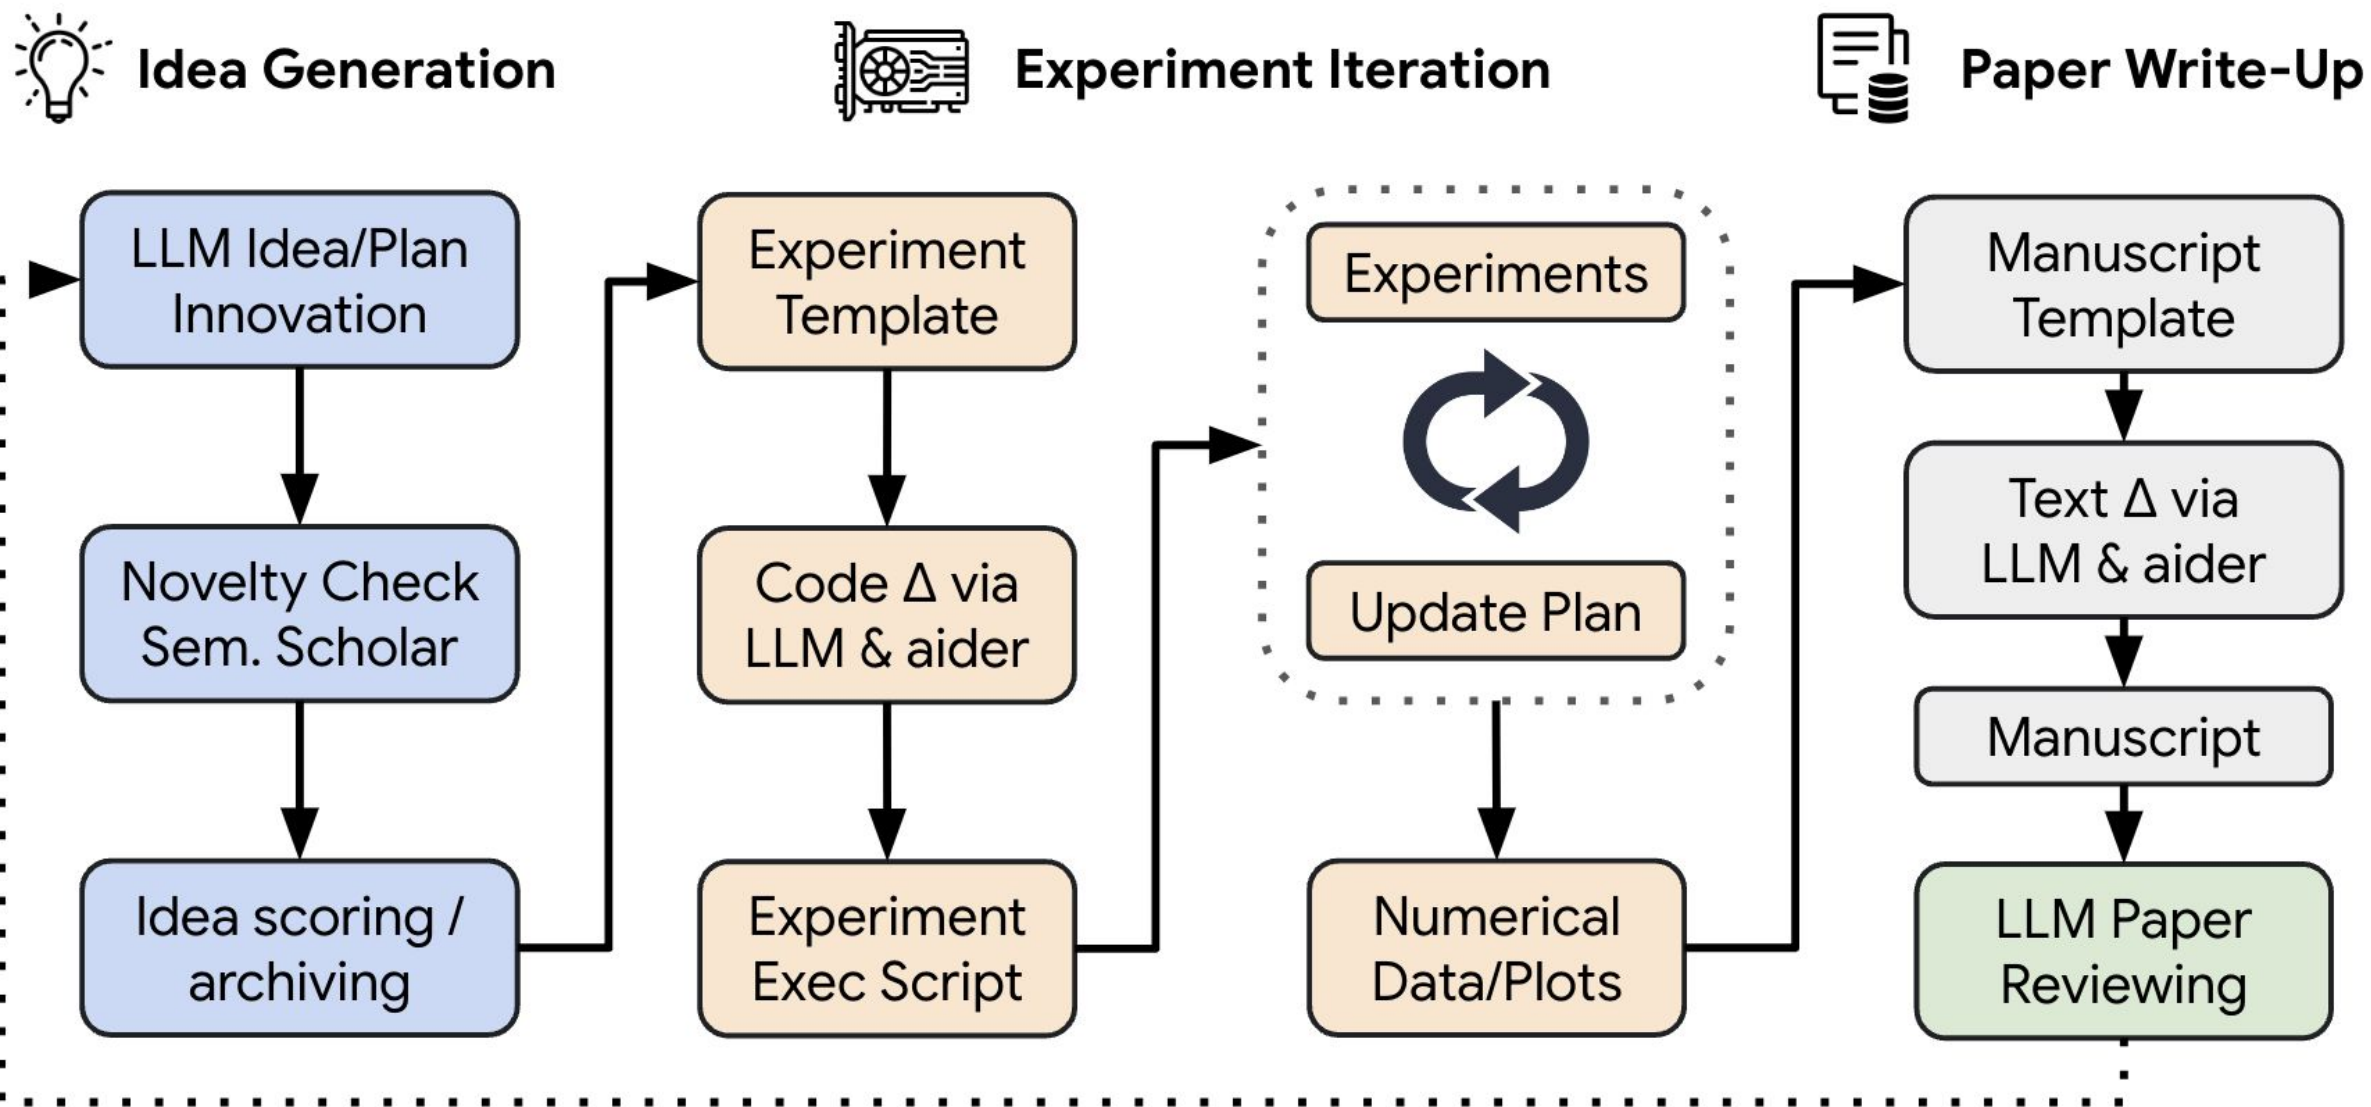 Idea Generation
Experiment Iteration
Paper Write-Up
LLM Idea/Plan
Innovation
Novelty Check
Sem. Scholar
Idea scoring /
archiving
Experiment
Template
Code Δ via
LLM & aider
Experiment
Exec Script
Experiments
Update Plan
Numerical
Data/Plots
Manuscript
Template
Text Δ via
LLM & aider
Manuscript
LLM Paper
Reviewing